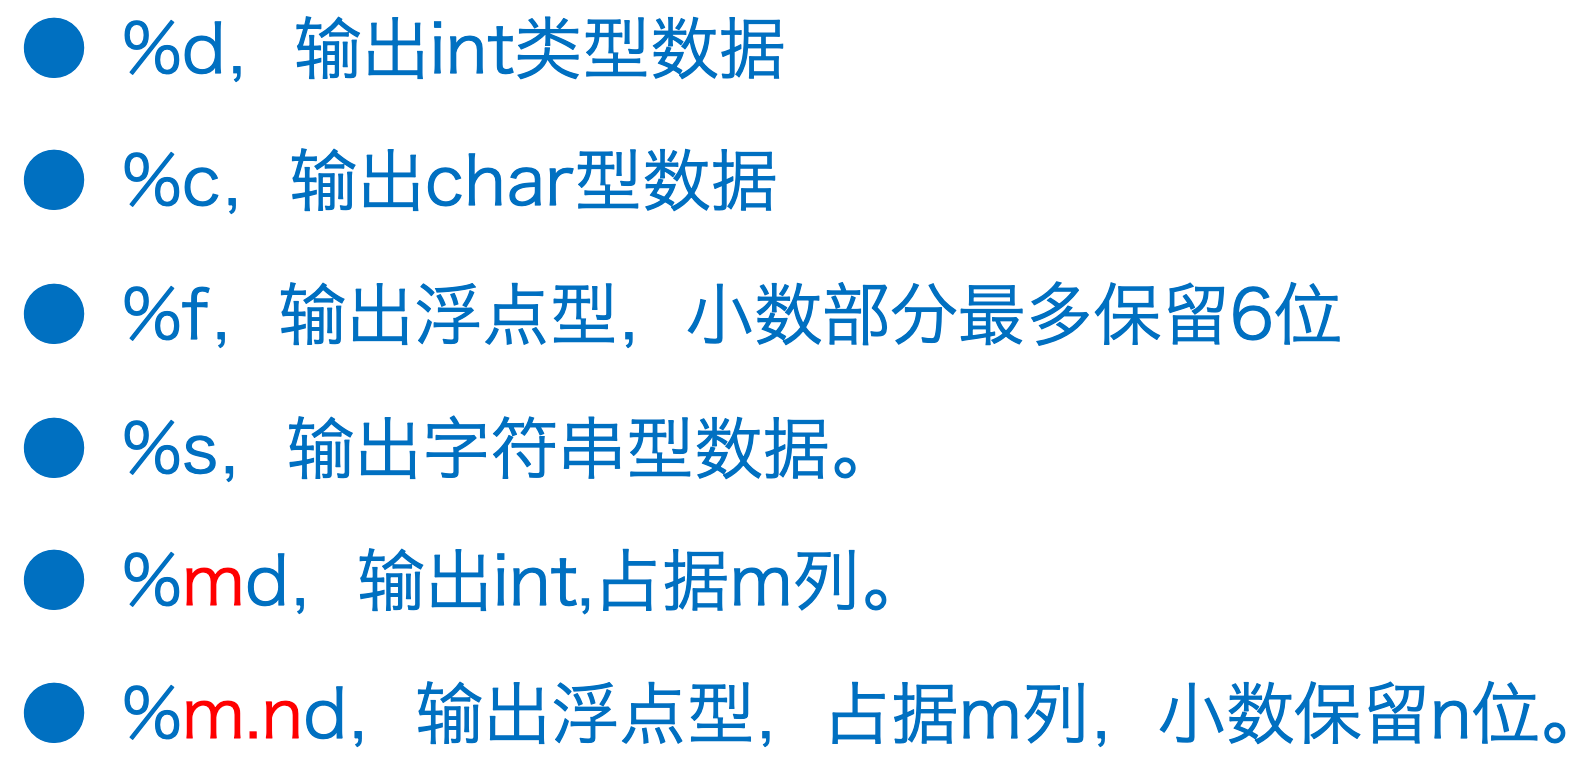 ● %d，输出int类型数据
● %c，输出char型数据
● %f，输出浮点型，小数部分最多保留6位
● %s，输出字符串型数据。
● %md，输出int,占据m列。
● %m.nd，输出浮点型，占据m列，小数保留n位。